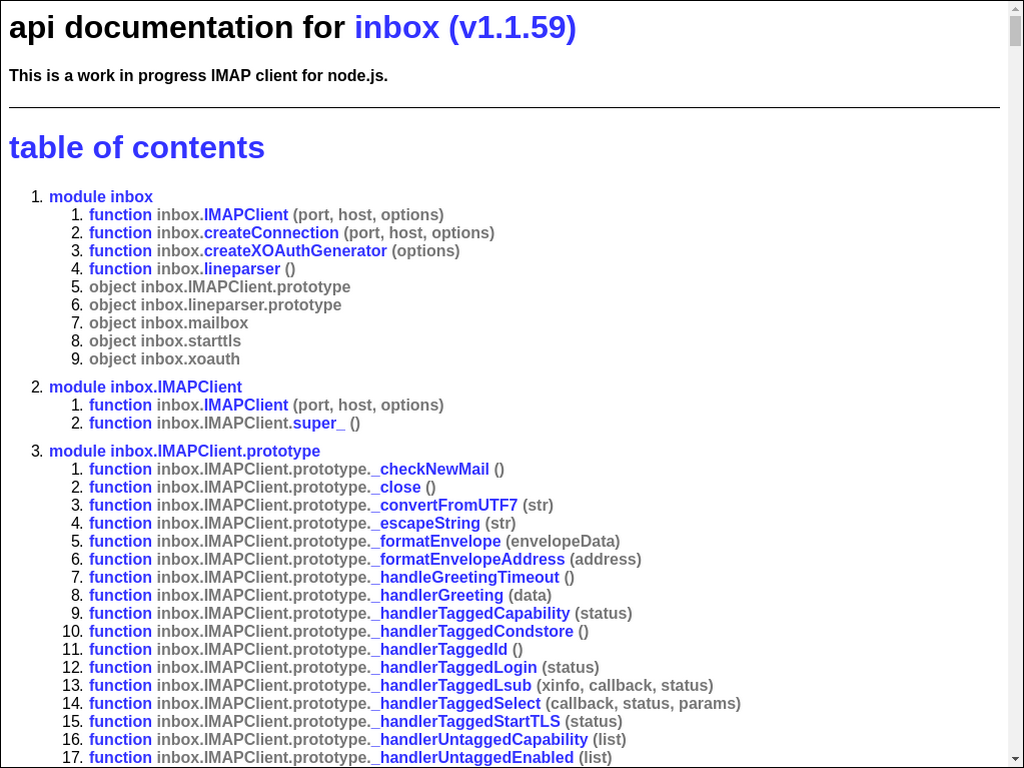 api documentation for inbox (v1.1.59)
This is a work in progress IMAP client for node.js.
table of contents
1. module inbox
1. function inbox.IMAPClient (port, host, options)
2. function inbox.createConnection (port, host, options)
3. function inbox.createXOAuthGenerator (options)
4. function inbox.lineparser ()
5. object inbox.IMAPClient.prototype
6. object inbox.lineparser.prototype
7. object inbox.mailbox
8. object inbox.starttls
9. object inbox.xoauth
2. module inbox.IMAPClient
1. function inbox.IMAPClient (port, host, options)
2. function inbox.IMAPClient.super_ ()
3. module inbox.IMAPClient.prototype
1. function inbox.IMAPClient.prototype._checkNewMail ()
2. function inbox.IMAPClient.prototype._close ()
3. function inbox.IMAPClient.prototype._convertFromUTF7 (str)
4. function inbox.IMAPClient.prototype._escapeString (str)
5. function inbox.IMAPClient.prototype._formatEnvelope (envelopeData)
6. function inbox.IMAPClient.prototype._formatEnvelopeAddress (address)
7. function inbox.IMAPClient.prototype._handleGreetingTimeout ()
8. function inbox.IMAPClient.prototype._handlerGreeting (data)
9. function inbox.IMAPClient.prototype._handlerTaggedCapability (status)
10. function inbox.IMAPClient.prototype._handlerTaggedCondstore ()
11. function inbox.IMAPClient.prototype._handlerTaggedId ()
12. function inbox.IMAPClient.prototype._handlerTaggedLogin (status)
13. function inbox.IMAPClient.prototype._handlerTaggedLsub (xinfo, callback, status)
14. function inbox.IMAPClient.prototype._handlerTaggedSelect (callback, status, params)
15. function inbox.IMAPClient.prototype._handlerTaggedStartTLS (status)
16. function inbox.IMAPClient.prototype._handlerUntaggedCapability (list)
17. function inbox.IMAPClient.prototype._handlerUntaggedEnabled (list)